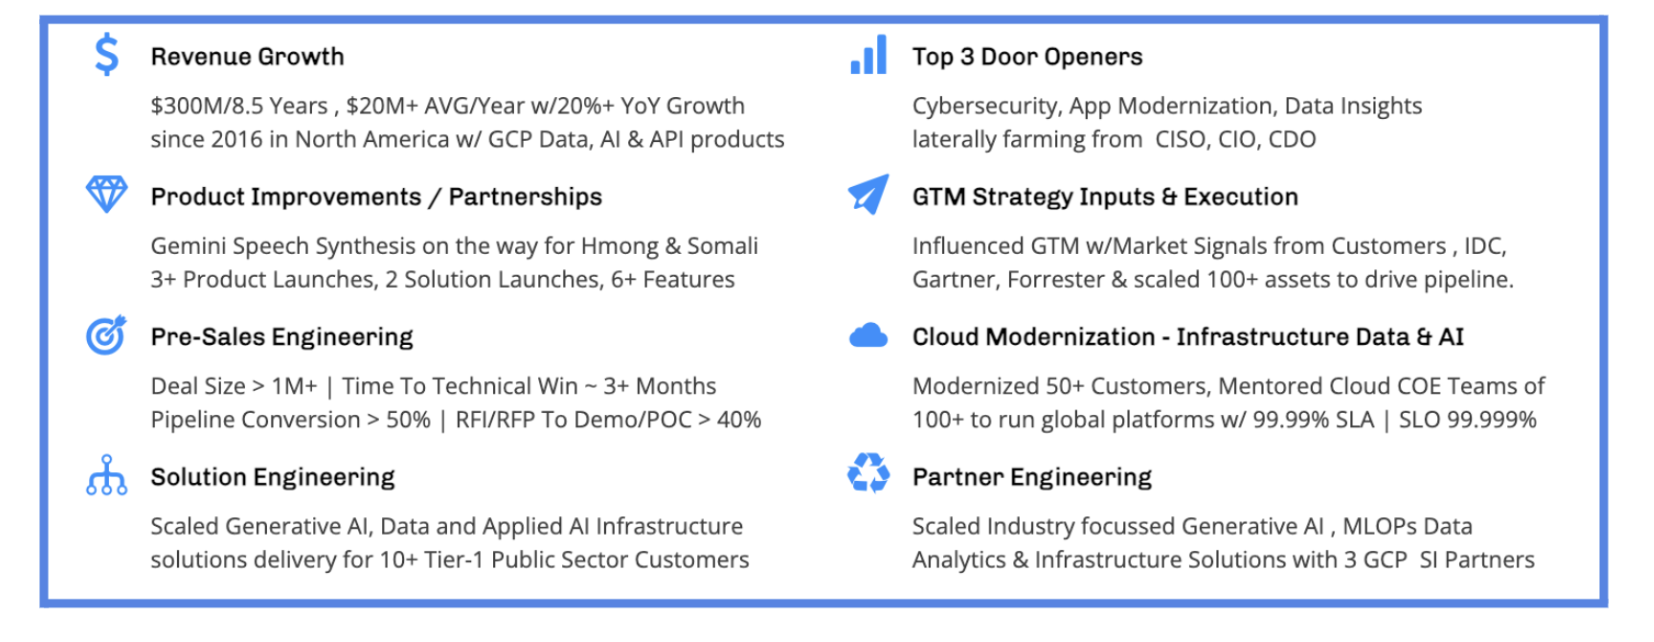 Revenue Growth
$300M/8.5 Years , $20M+ AVG/Year w/20%+ YoY Growth
since 2016 in North America w/ GCP Data, AI & API products
Product Improvements / Partnerships
Gemini Speech Synthesis on the way for Hmong & Somali
3+ Product Launches, 2 Solution Launches, 6+ Features
Pre-Sales Engineering
Deal Size > 1M+ | Time To Technical Win ~ 3+ Months
Pipeline Conversion > 50% | RFI/RFP To Demo/POC > 40%
Solution Engineering
Scaled Generative AI, Data and Applied AI Infrastructure
solutions delivery for 10+ Tier-1 Public Sector Customers
Top 3 Door Openers
Cybersecurity, App Modernization, Data Insights
laterally farming from  CISO, CIO, CDO
GTM Strategy Inputs & Execution
Influenced GTM w/Market Signals from Customers , IDC,
Gartner, Forrester & scaled 100+ assets to drive pipeline.
Cloud Modernization - Infrastructure Data & AI
Modernized 50+ Customers, Mentored Cloud COE Teams of
100+ to run global platforms w/ 99.99% SLA | SLO 99.999%
Partner Engineering
Scaled Industry focussed Generative AI , MLOPs Data
Analytics & Infrastructure Solutions with 3 GCP  SI Partners